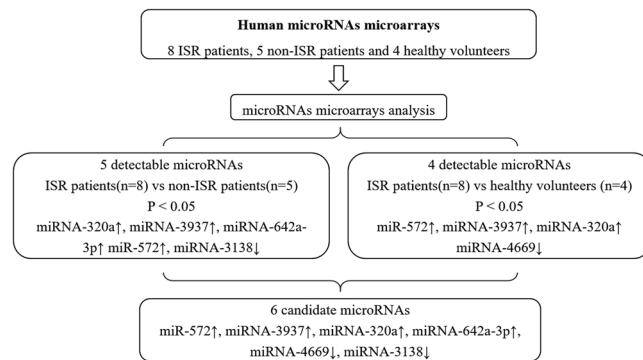 Human microRNAs microarrays
8 ISR patients, 5 non-ISR patients and 4 healthy volunteers
microRNAs microarrays analysis
5 detectable microRNAs
ISR patients(n=8) vs non-ISR patients(n=5)
P < 0.05
miRNA-320a↑, miRNA-3937↑, miRNA-642a-
3p↑ miR-572↑, miRNA-3138↓
4 detectable microRNAs
ISR patients(n=8) vs healthy volunteers (n=4)
P < 0.05
miR-572↑, miRNA-3937↑, miRNA-320a↑
miRNA-4669↓
6 candidate microRNAs
miR-572↑, miRNA-3937↑, miRNA-320a↑, miRNA-642a-3p↑,
miRNA-4669↓, miRNA-3138↓